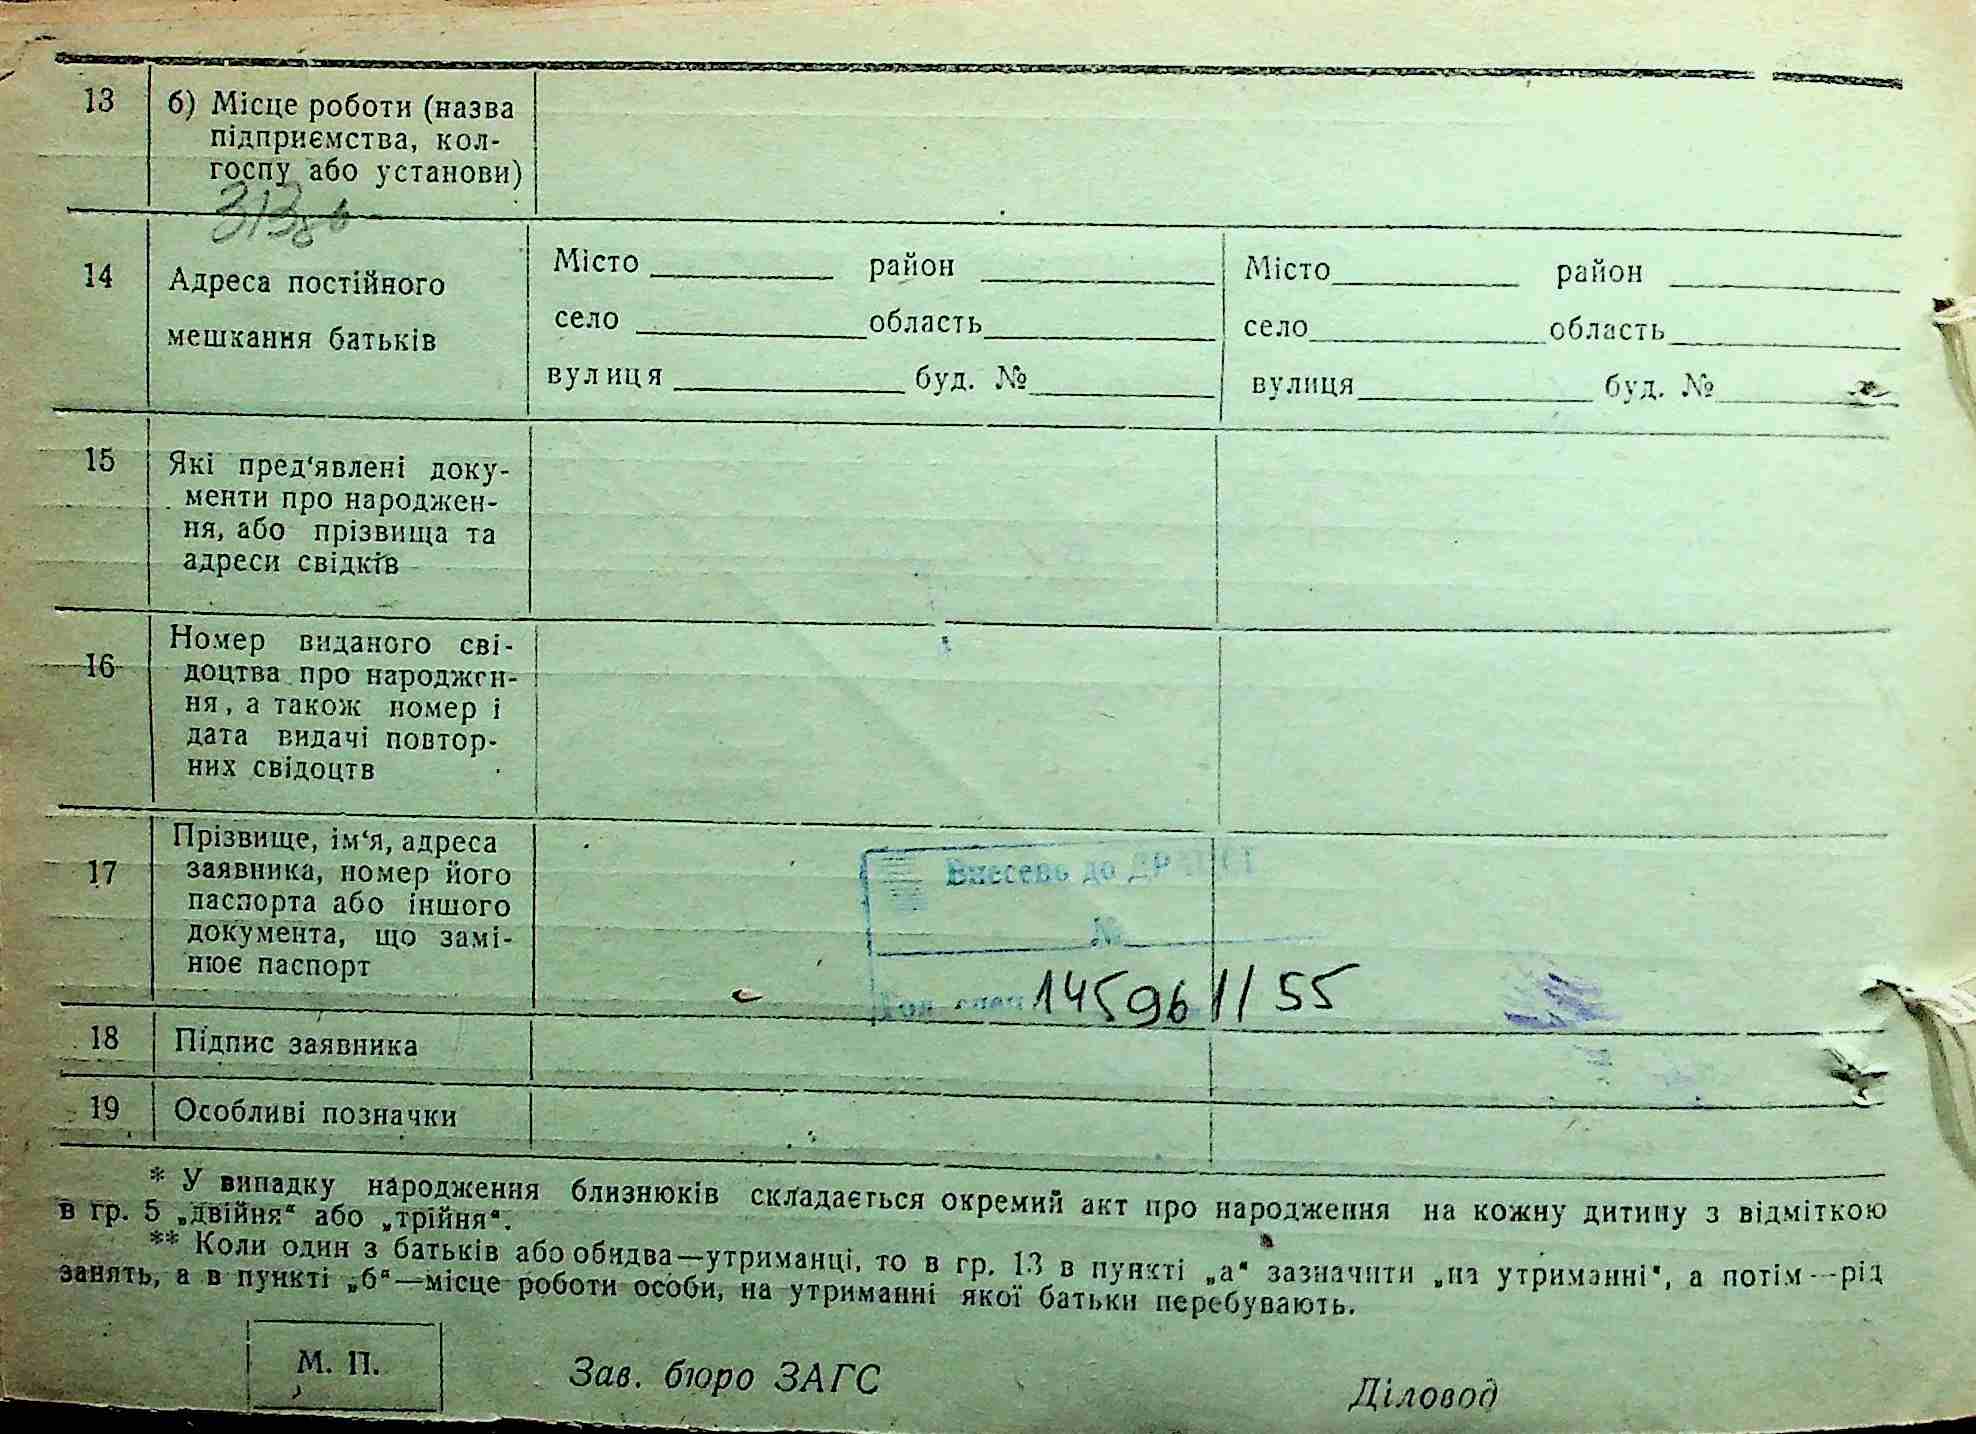 13 б) Місце роботи (назва
підприємства, кол-
госпу або установи)
14 Адреса постійного
мешкання батьків
Місто район Місто район
село область село область
вулиця буд. № вулиця буд. №
15 Які пред‘явлені доку-
менти про народжен-
ня, або прізвища та
адреси свідків
16 Номер виданого сві-
доцтва про народжен-
ня, а також номер і
дата видачі повтор-
них свідоцтв
17 Прізвище, ім‘я, адреса
заявника, номер його
паспорта або іншого
документа, що замі-
нює паспорт
Внесено до
№
145961155
18 Підпис заявника
19 Особливі позначки
* У випадку народження близнюків складається окремий акт про народження на кожну дитину з відміткою
в гр. 5 „двійня“ або „трійня“.
** Коли один з батьків або обидва—утриманці, то в гр. 13 в пункті „а“ зазначити „на утриманні“, а потім—рід
занять, а в пункті „б“—місце роботи особи, на утриманні якої батьки перебувають.
М. П.
Зав. бюро ЗАГС
Діловод